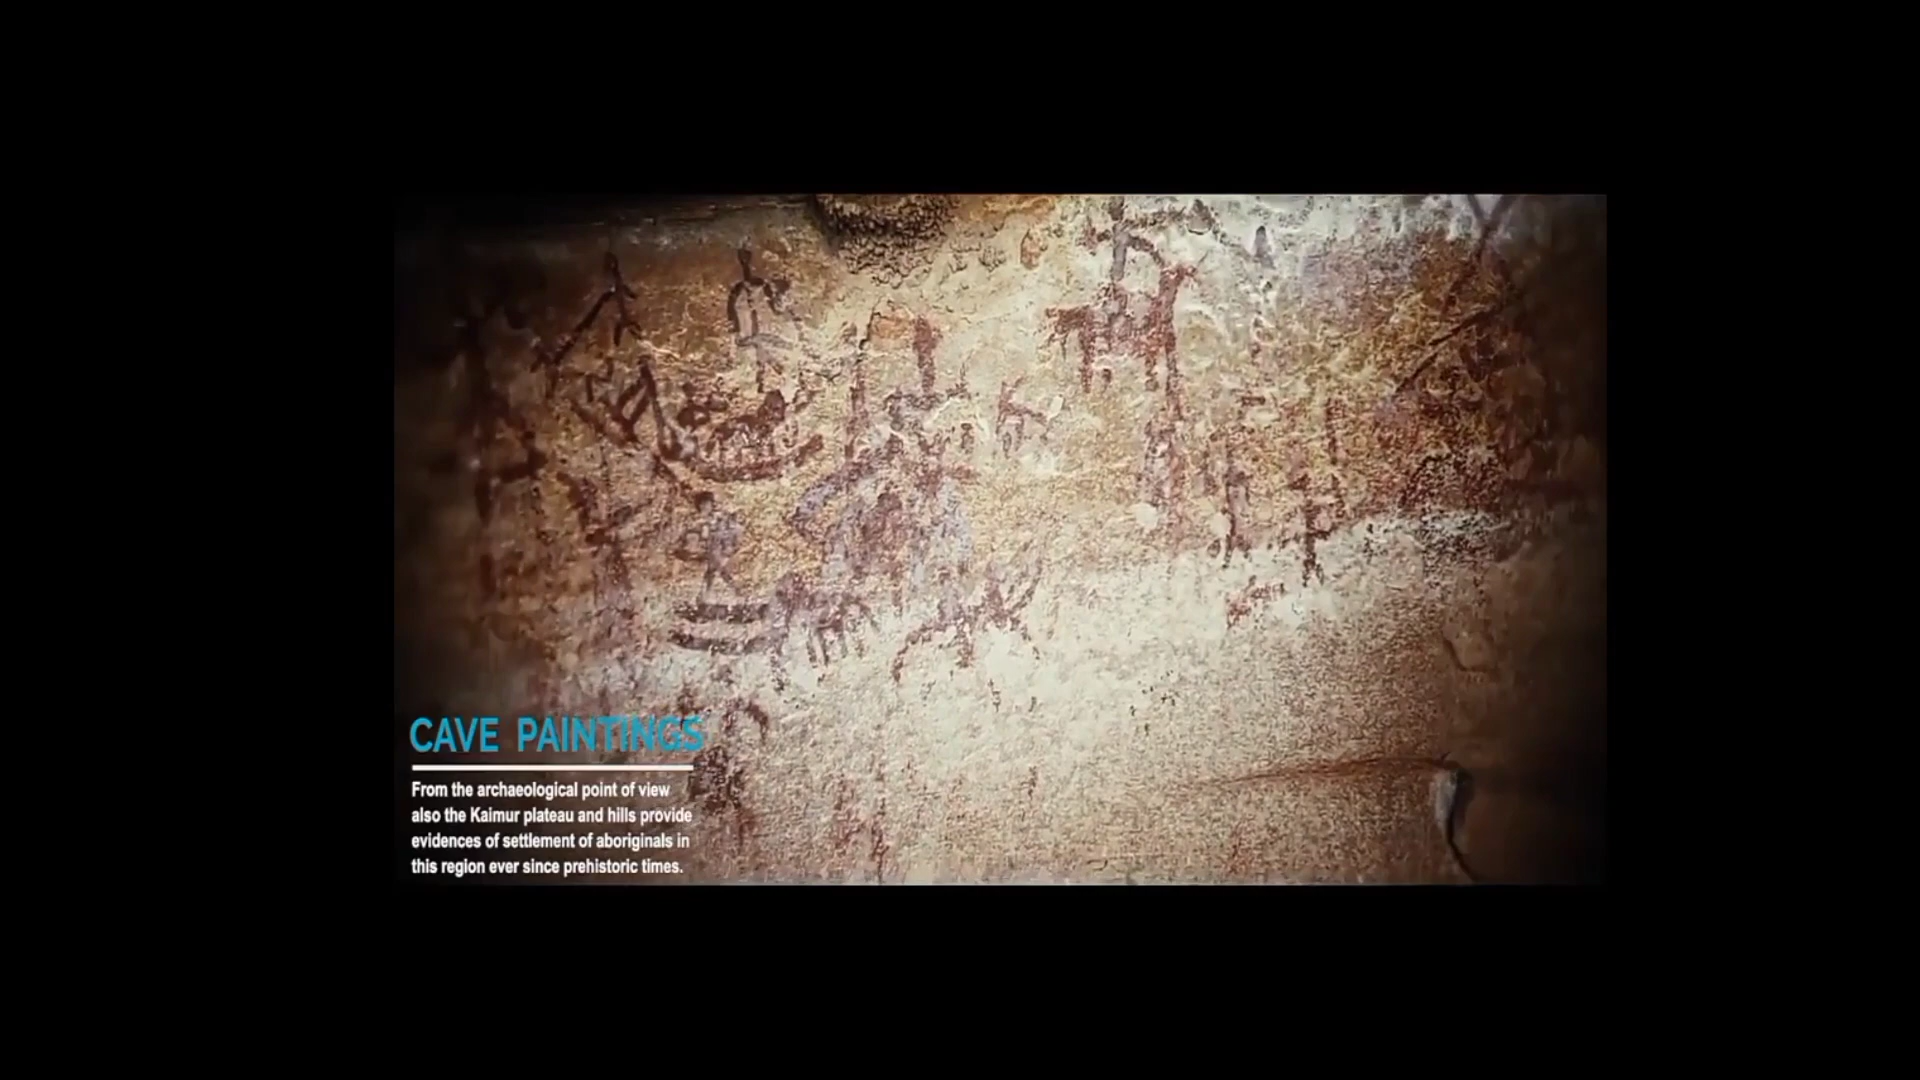 CAVE PAINTINGS
From the archaeological point of view
also the Kaimur plateau and hills provide
evidences of settlement of aboriginals in
this region ever since prehistoric times.